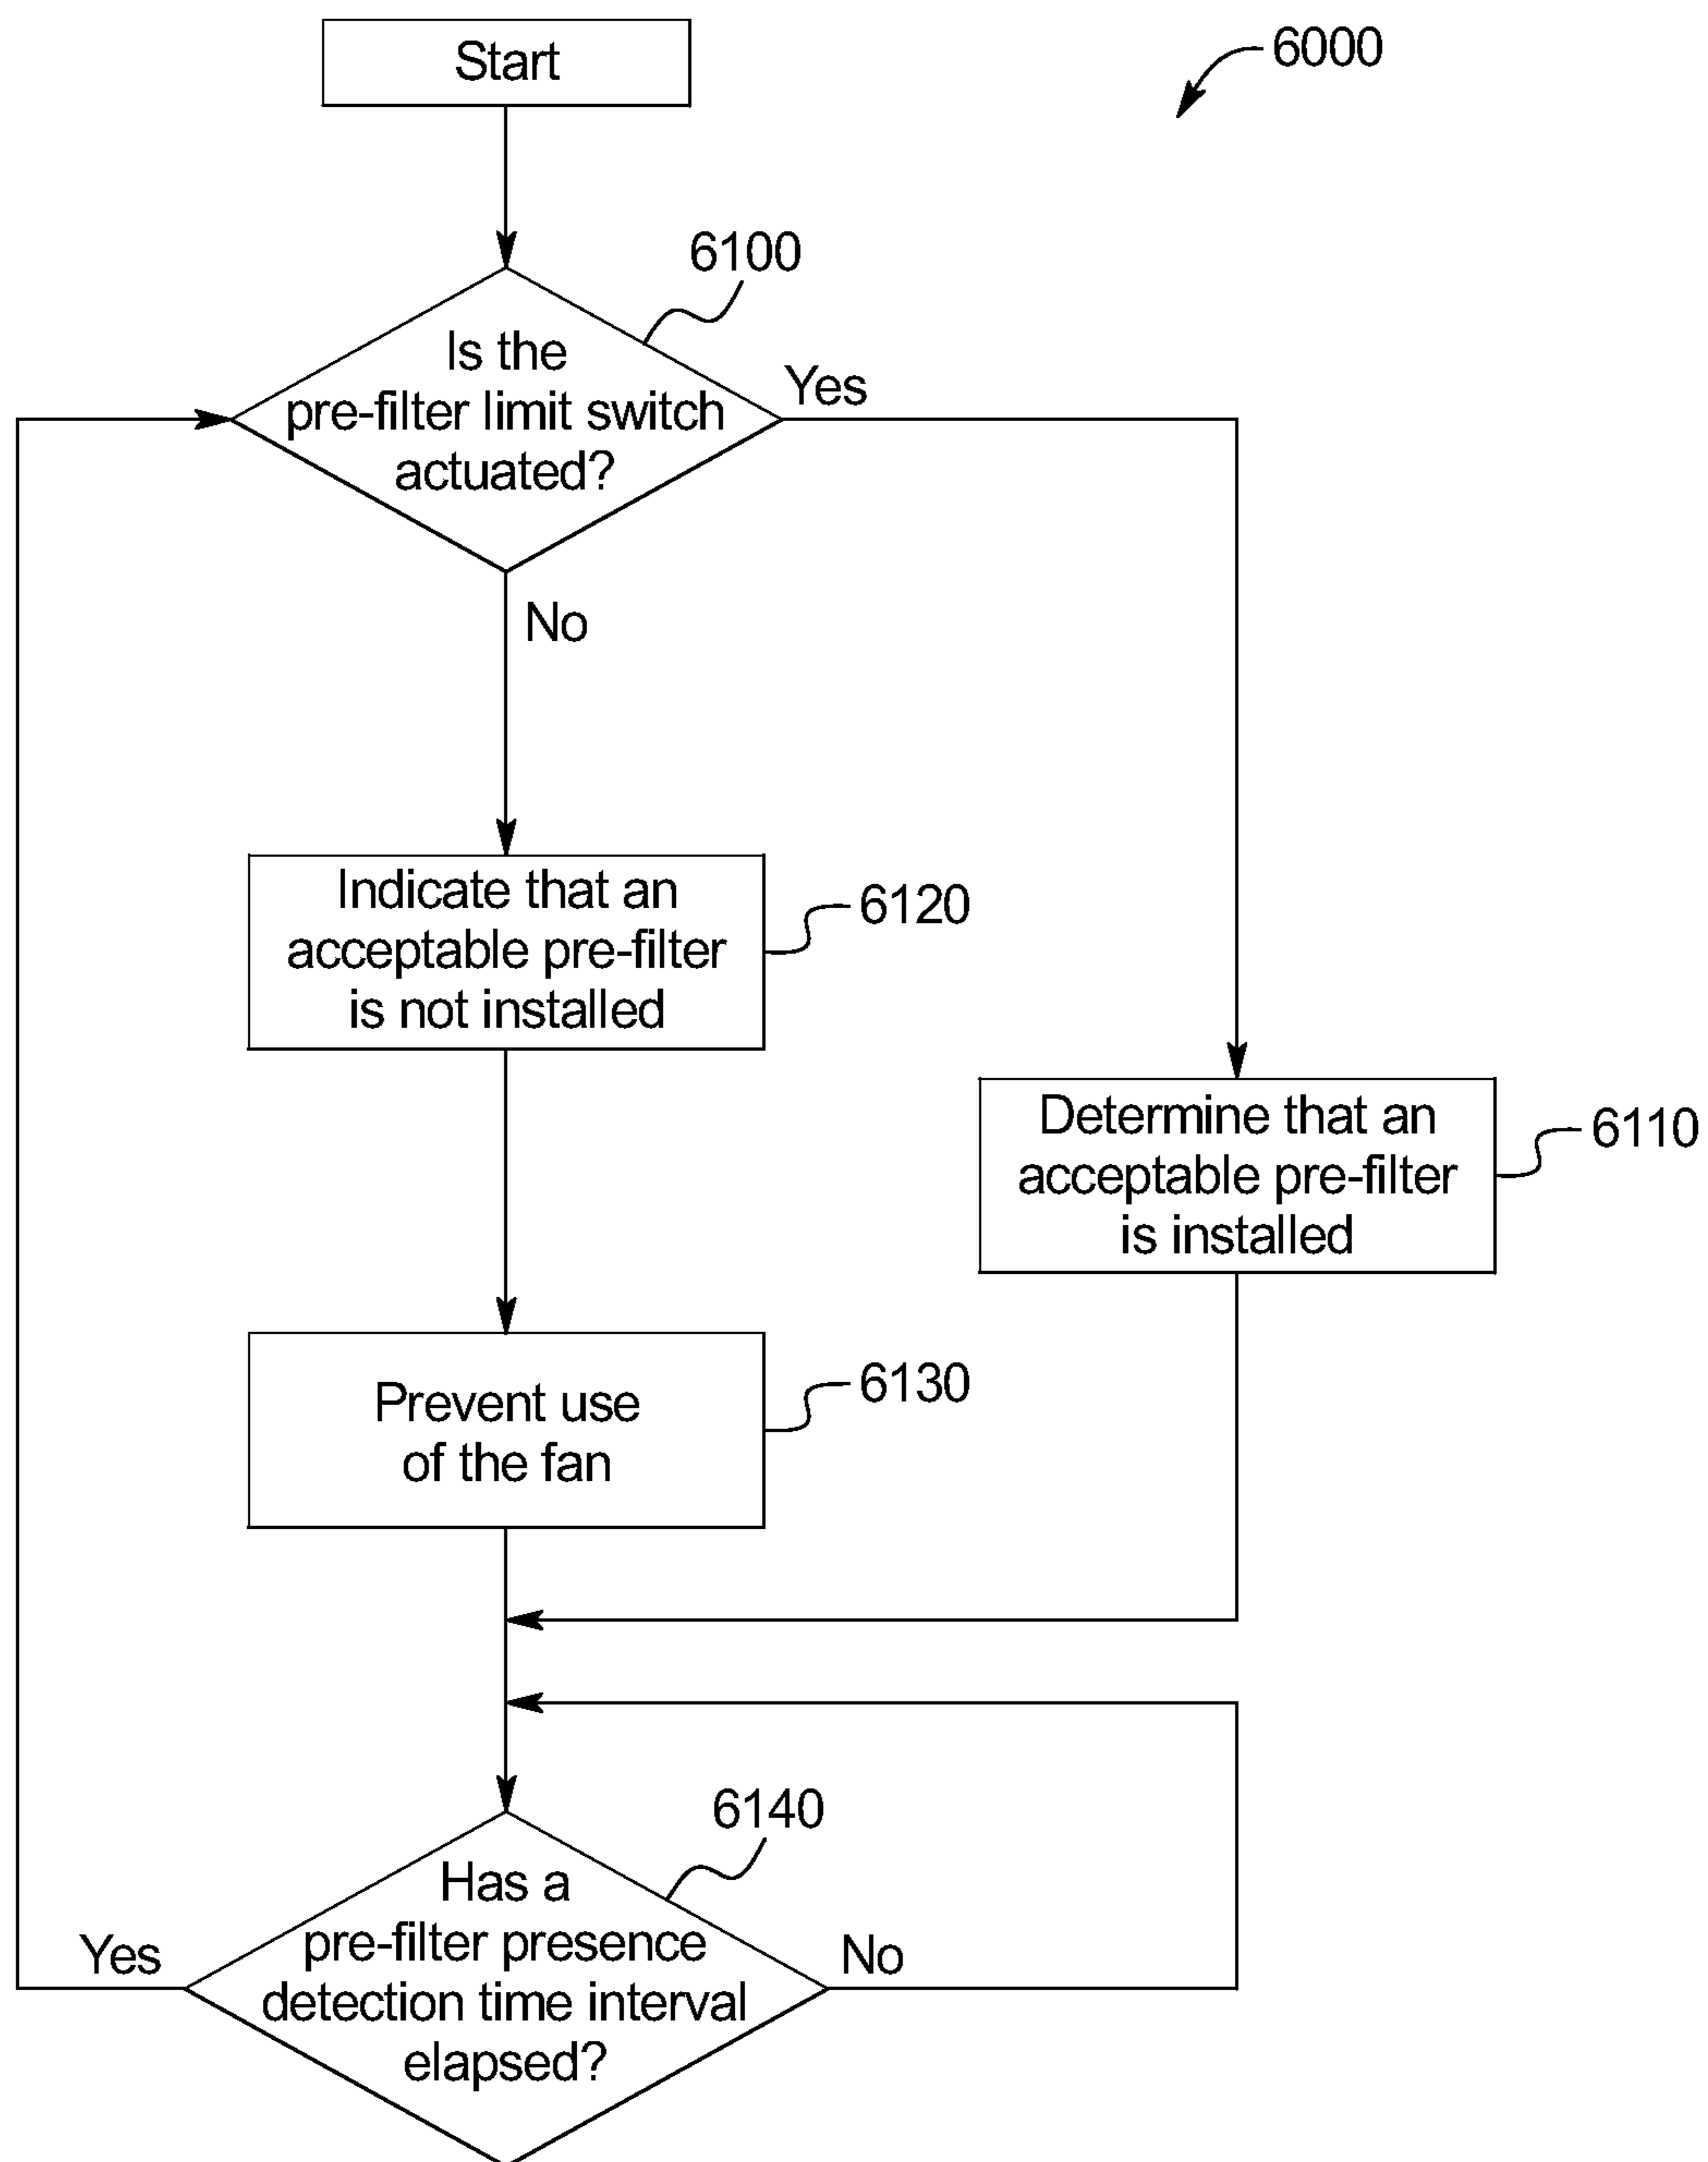 Start
6000
6100
Is the
pre-filter limit switch
actuated?
Yes
No
Indicate that an
acceptable pre-filter
is not installed
6120
Determine that an
acceptable pre-filter
is installed
6110
Prevent use
of the fan
6130
6140
Has a
pre-filter presence
detection time interval
elapsed?
Yes
No